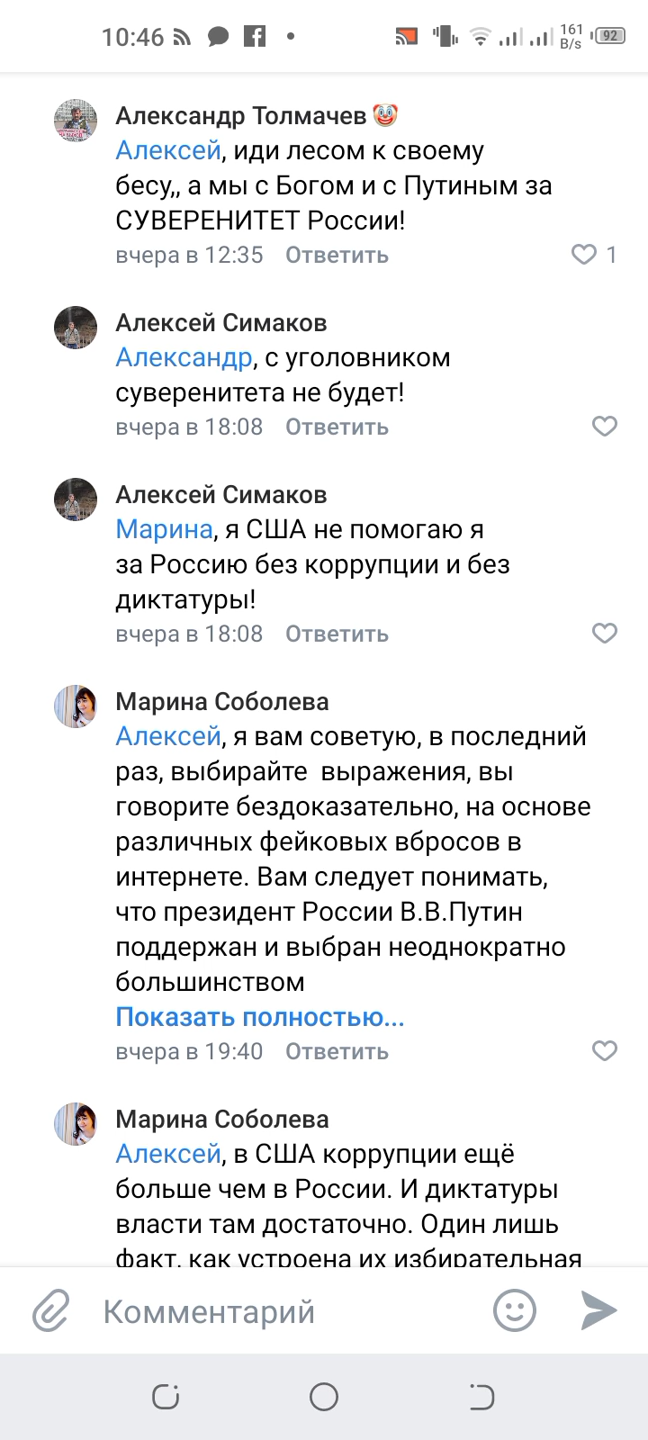 10:46
161
B/s
92
Александр Толмачев🤡
Алексей, иди лесом к своему
бесу,, а мы с Богом и с Путиным за
СУВЕРЕНИТЕТ России!
вчера в 12:35 Ответить 1
Алексей Симаков
Александр, с уголовником
суверенитета не будет!
вчера в 18:08 Ответить
Алексей Симаков
Марина, я США не помогаю я
за Россию без коррупции и без
диктатуры!
вчера в 18:08 Ответить
Марина Соболева
Алексей, я вам советую, в последний
раз, выбирайте  выражения, вы
говорите бездоказательно, на основе
различных фейковых вбросов в
интернете. Вам следует понимать,
что президент России В.В.Путин
поддержан и выбран неоднократно
большинством
Показать полностью...
вчера в 19:40 Ответить
Марина Соболева
Алексей, в США коррупции ещё
больше чем в России. И диктатуры
власти там достаточно. Один лишь
факт, как устроена их избирательная
Комментарий